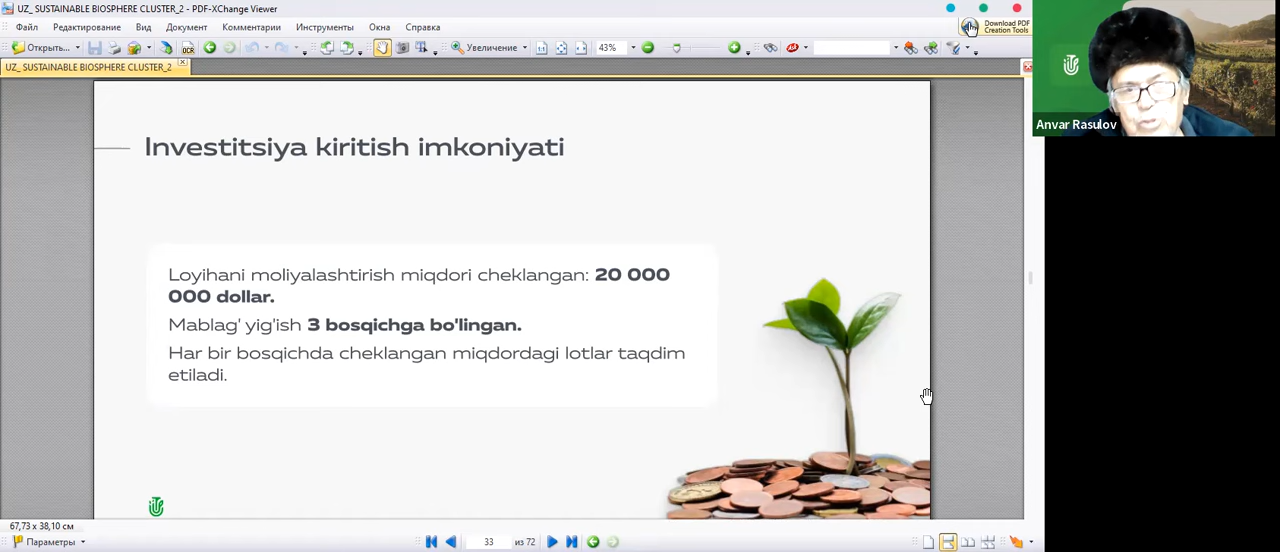 UZ_ SUSTAINABLE BIOSPHERE CLUSTER_2 - PDF-XChange Viewer
Файл Редактирование Вид Документ Комментарии Инструменты Окна Справка
Download PDF
Creation Tools
Открыть... OCR Увеличение 43%
UZ_ SUSTAINABLE BIOSPHERE CLUSTER_2
Anvar Rasulov
Investitsiya kiritish imkoniyati
Loyihani moliyalashtirish miqdori cheklangan: 20 000
000 dollar.
Mablag' yig'ish 3 bosqichga bo'lingan.
Har bir bosqichda cheklangan miqdordagi lotlar taqdim
etiladi.
67,73 x 38,10 см
Параметры 33 из 72